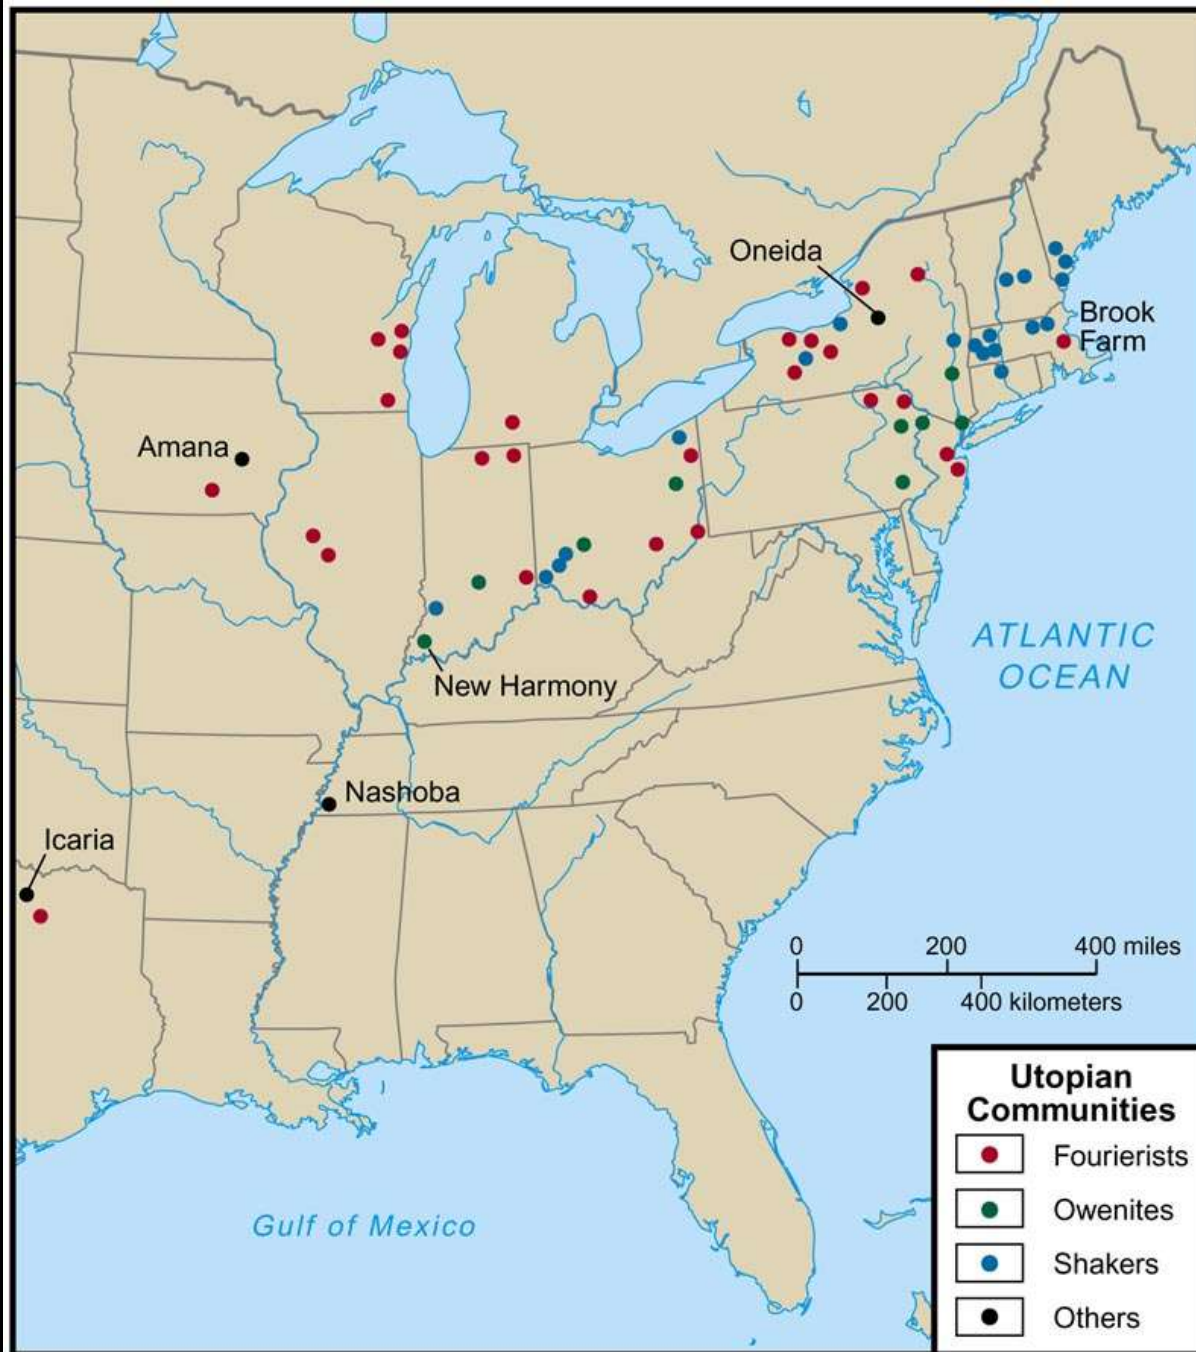 Oneida
Brook
Farm
Amana
ATLANTIC
OCEAN
New Harmony
Nashoba
Icaria
0 200 400 miles
0 200 400 kilometers
Utopian
Communities
Fourierists
Owenites
Shakers
Others
Gulf of Mexico